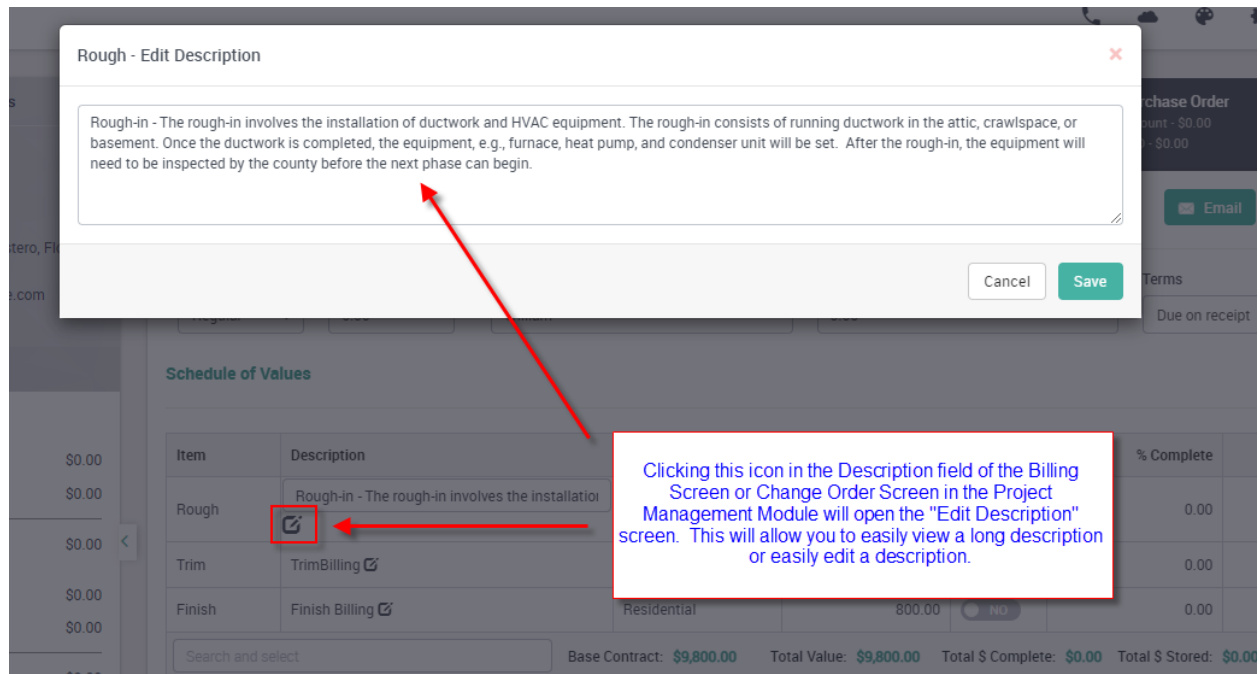 Rough - Edit Description
×
Rough-in - The rough-in involves the installation of ductwork and HVAC equipment. The rough-in consists of running ductwork in the attic, crawlspace, or
basement. Once the ductwork is completed, the equipment, e.g., furnace, heat pump, and condenser unit will be set.  After the rough-in, the equipment will
need to be inspected by the county before the next phase can begin.
rchase Order
- $0.00
- $0.00
Email
stero,
.com
Cancel
Save
Terms
Due on receipt
Schedule of Values
$0.00
$0.00
$0.00
$0.00
$0.00
Item
Description
% Complete
Rough
Rough-in - The rough-in involves the installation
0.00
Trim
TrimBilling
0.00
Finish
Finish Billing
Residential
800.00
NO
0.00
Clicking this icon in the Description field of the Billing
Screen or Change Order Screen in the Project
Management Module will open the "Edit Description"
screen.  This will allow you to easily view a long description
or easily edit a description.
Search and select
Base Contract: $9,800.00
Total Value: $9,800.00
Total $ Complete: $0.00
Total $ Stored: $0.00